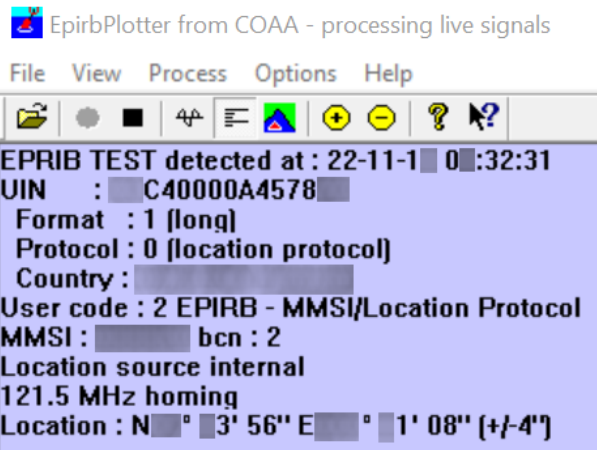 EpirbPlotter from COAA - processing live signals
File View Process Options Help
EPRIB TEST detected at : 22-11-1 0 :32:31
UIN : C40000A4578
Format : 1 (long)
Protocol : 0 (location protocol)
Country :
User code : 2 EPIRB - MMSI/Location Protocol
MMSI : bcn : 2
Location source internal
121.5 MHz homing
Location : N ° 3' 56" E ° 1' 08" (+/-4")